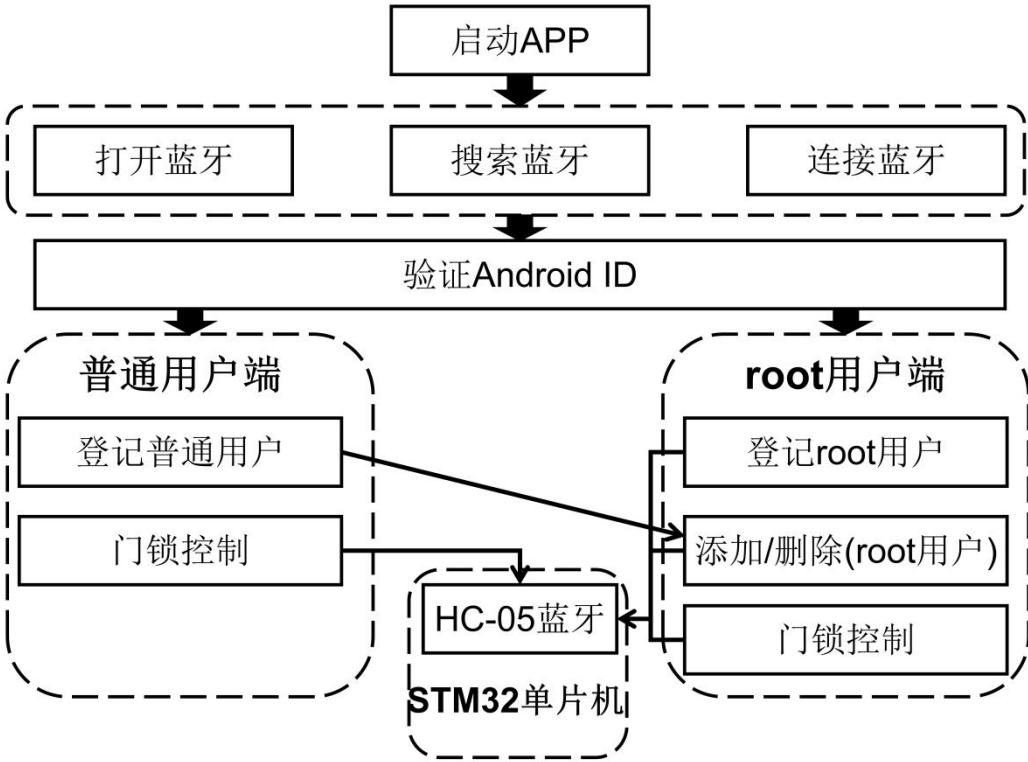 启动APP
打开蓝牙
搜索蓝牙
连接蓝牙
验证Android ID
普通用户端
登记普通用户
门锁控制
root用户端
登记root用户
添加/删除(root用户)
门锁控制
HC-05蓝牙
STM32单片机